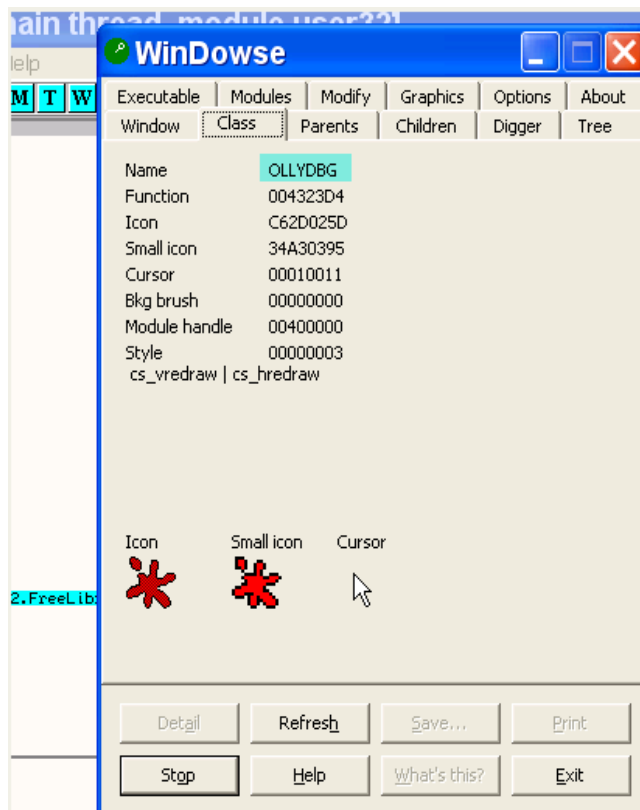 ain thread, module user32]
WinDowse
elp
M T W
Executable Modules Modify Graphics Options About
Window Class Parents Children Digger Tree
Name OLLYDBG
Function 004323D4
Icon C62D025D
Small icon 34A30395
Cursor 00010011
Bkg brush 00000000
Module handle 00400000
Style 00000003
cs_vredraw | cs_hredraw
Icon Small icon Cursor
2.FreeLib
Detail Refresh Save... Print
Stop Help What's this? Exit